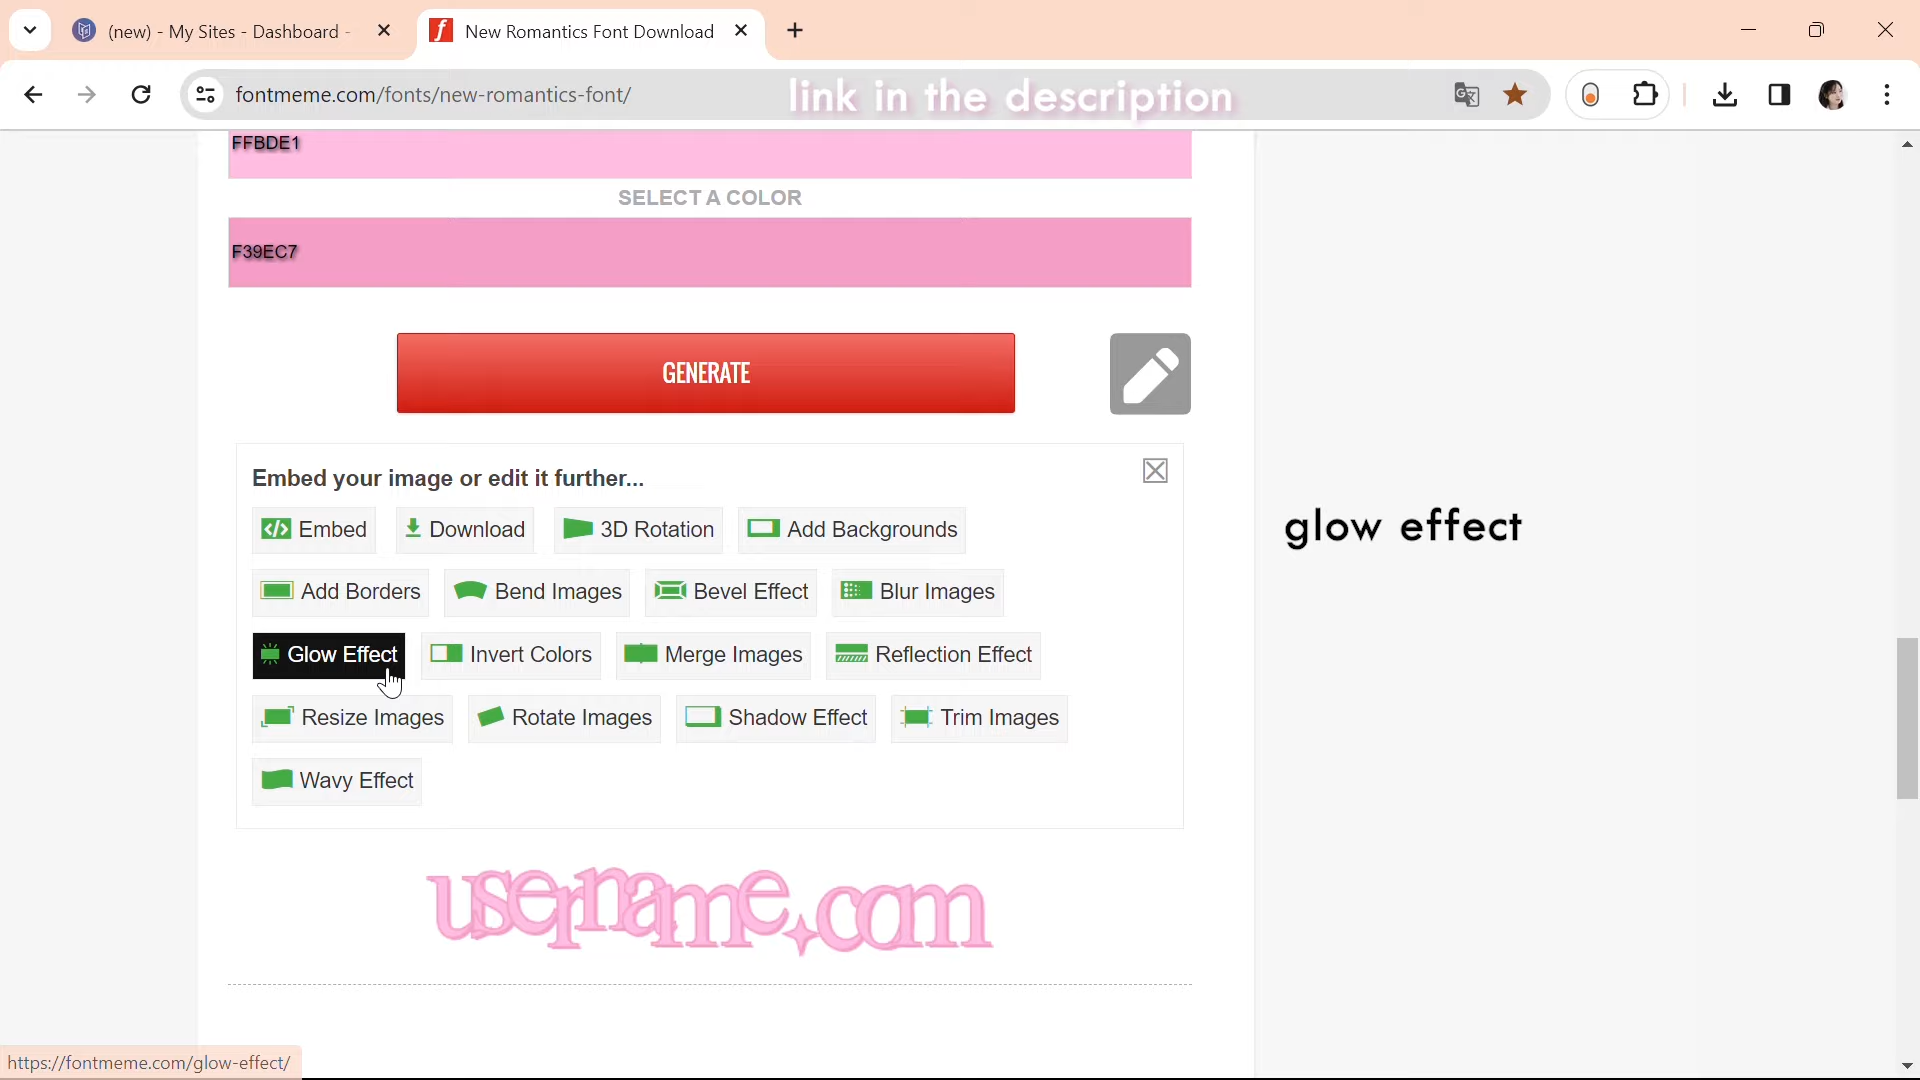 (new) - My Sites - Dashboard -
New Romantics Font Download
fontmeme.com/fonts/new-romantics-font/
link in the description
FFBDE1
SELECT A COLOR
F39EC7
GENERATE
Embed your image or edit it further...
Embed Download 3D Rotation Add Backgrounds
glow effect
Add Borders Bend Images Bevel Effect Blur Images
Glow Effect Invert Colors Merge Images Reflection Effect
Resize Images Rotate Images Shadow Effect Trim Images
Wavy Effect
username.com
https://fontmeme.com/glow-effect/